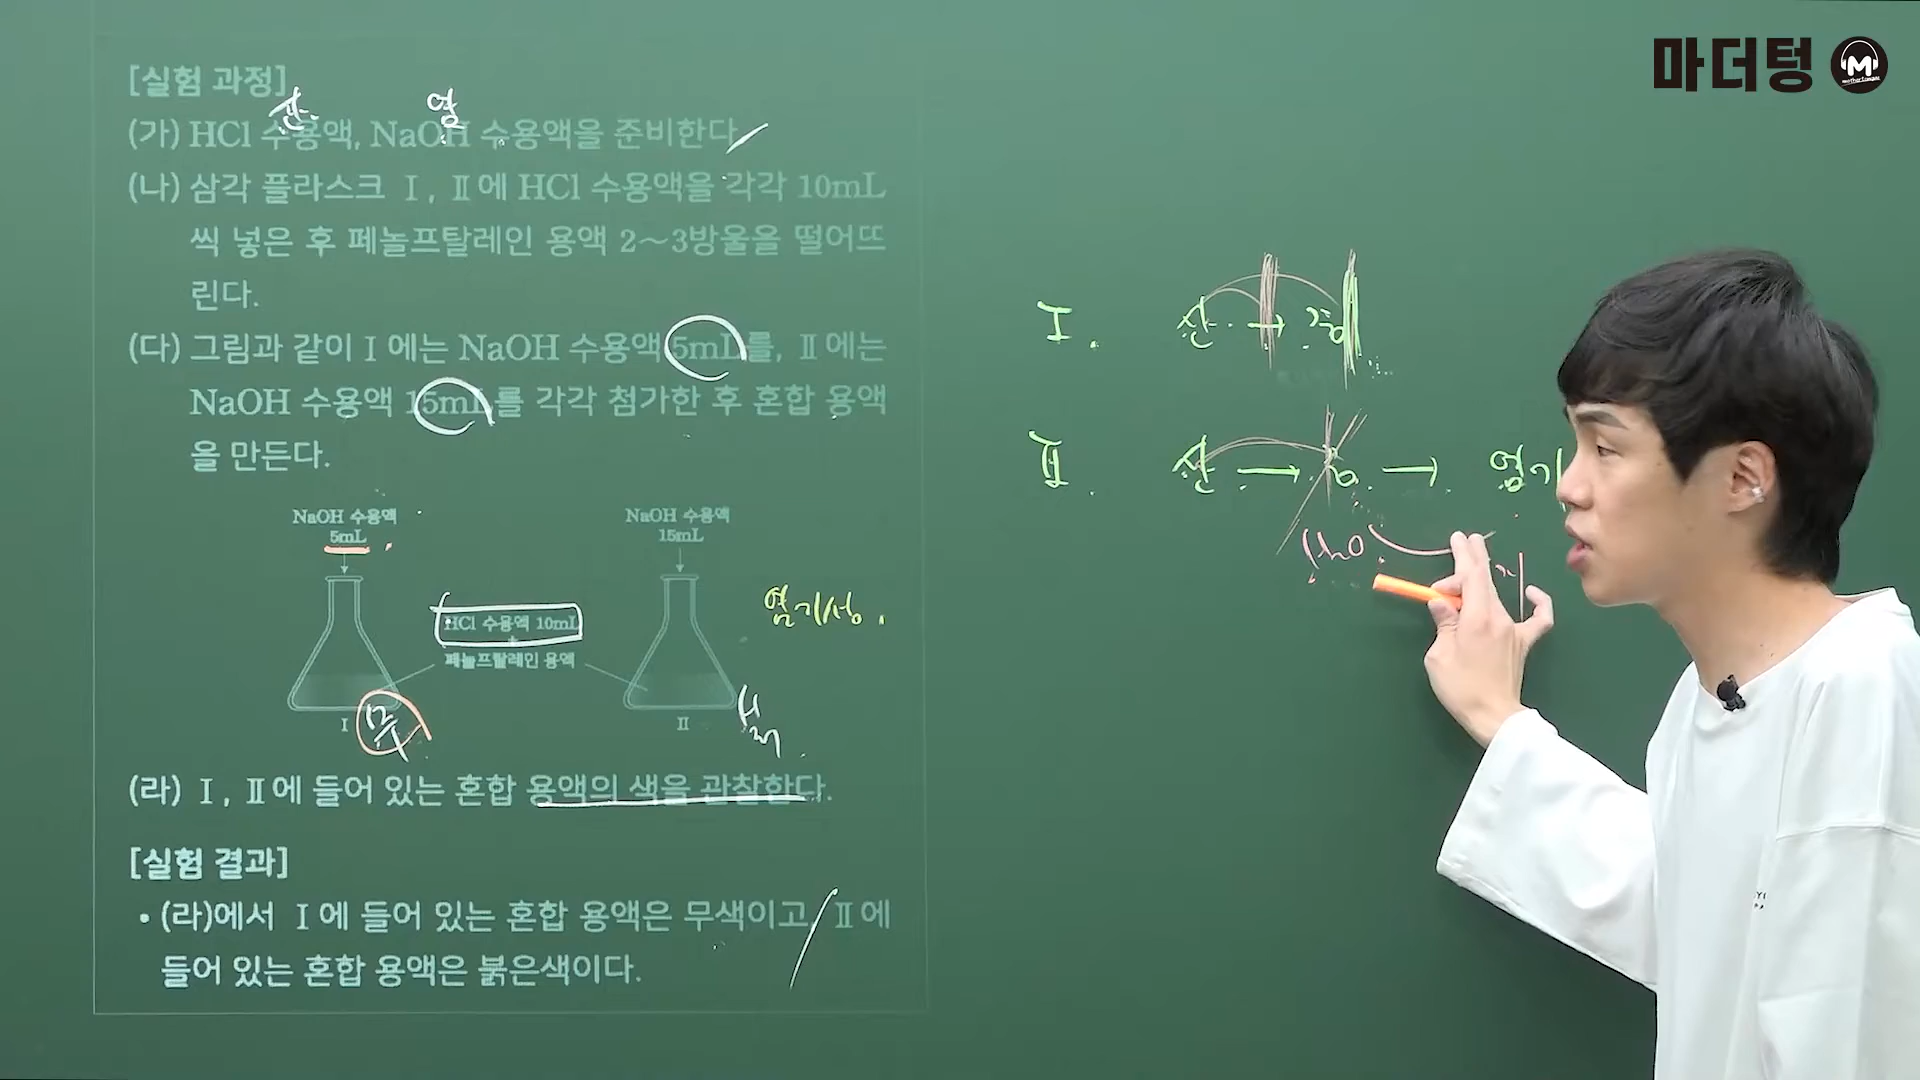 마더텅
[실험 과정]
산 염
(가) HCl 수용액, NaOH 수용액을 준비한다
(나) 삼각 플라스크 Ⅰ, Ⅱ에 HCl 수용액을 각각 10mL
씩 넣은 후 페놀프탈레인 용액 2~3방울을 떨어뜨
린다.
(다) 그림과 같이 Ⅰ에는 NaOH 수용액 5mL를, Ⅱ에는
NaOH 수용액 15mL를 각각 첨가한 후 혼합 용액
을 만든다.
NaOH 수용액
5mL
NaOH 수용액
15mL
HCl 수용액 10mL
+
페놀프탈레인 용액
Ⅰ 무
Ⅱ
염기성.
(라) Ⅰ, Ⅱ에 들어 있는 혼합 용액의 색을 관찰한다.
[실험 결과]
• (라)에서 Ⅰ에 들어 있는 혼합 용액은 무색이고, Ⅱ에
들어 있는 혼합 용액은 붉은색이다.
Ⅰ. 산 → 중
Ⅱ. 산 → 중 → 염기